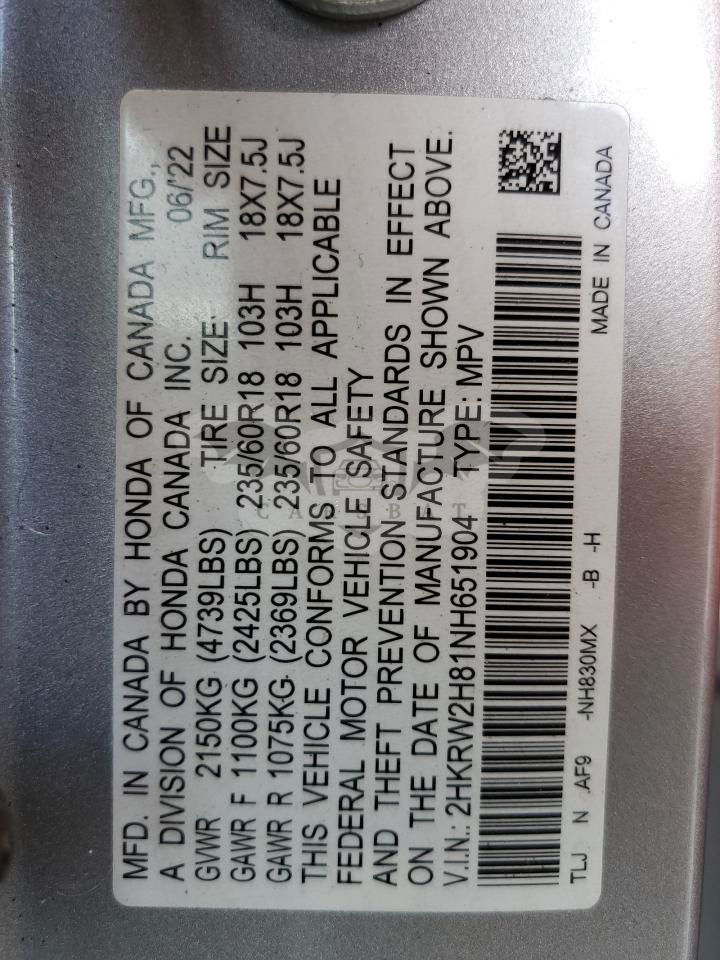 MFD. IN CANADA BY HONDA OF CANADA MFG.,
A DIVISION OF HONDA CANADA INC. 06/'22
GVWR 2150KG (4739LBS) TIRE SIZE RIM SIZE
GAWR F 1100KG (2425LBS) 235/60R18 103H 18X7.5J
GAWR R 1075KG (2369LBS) 235/60R18 103H 18X7.5J
THIS VEHICLE CONFORMS TO ALL APPLICABLE
FEDERAL MOTOR VEHICLE SAFETY
AND THEFT PREVENTION STANDARDS IN EFFECT
ON THE DATE OF MANUFACTURE SHOWN ABOVE.
V.I.N.: 2HKRW2H81NH651904 TYPE: MPV
TLJ N AF9 -NH830MX -B -H MADE IN CANADA
CARSBAT